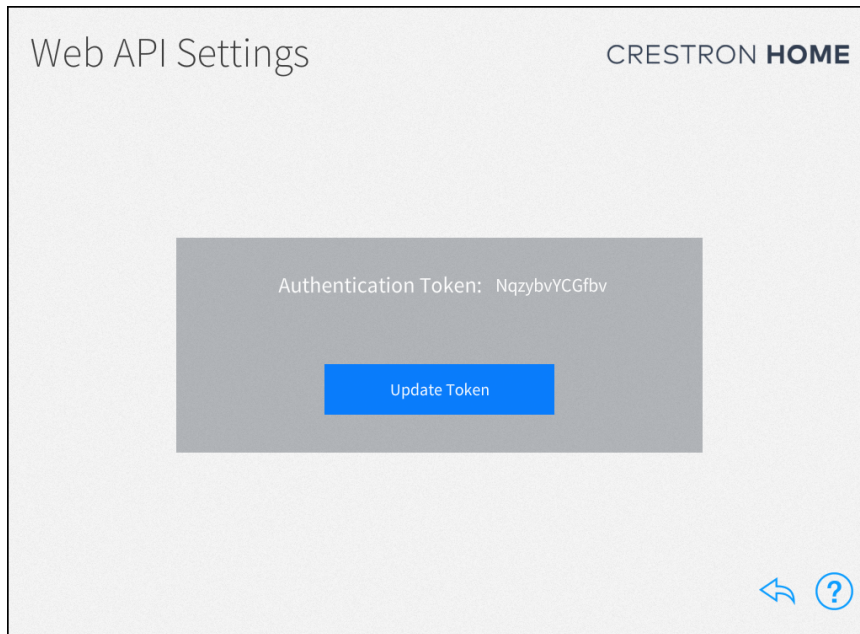 Web API Settings
CRESTRON HOME
Authentication Token: NqzybvYCGfbv
Update Token
?